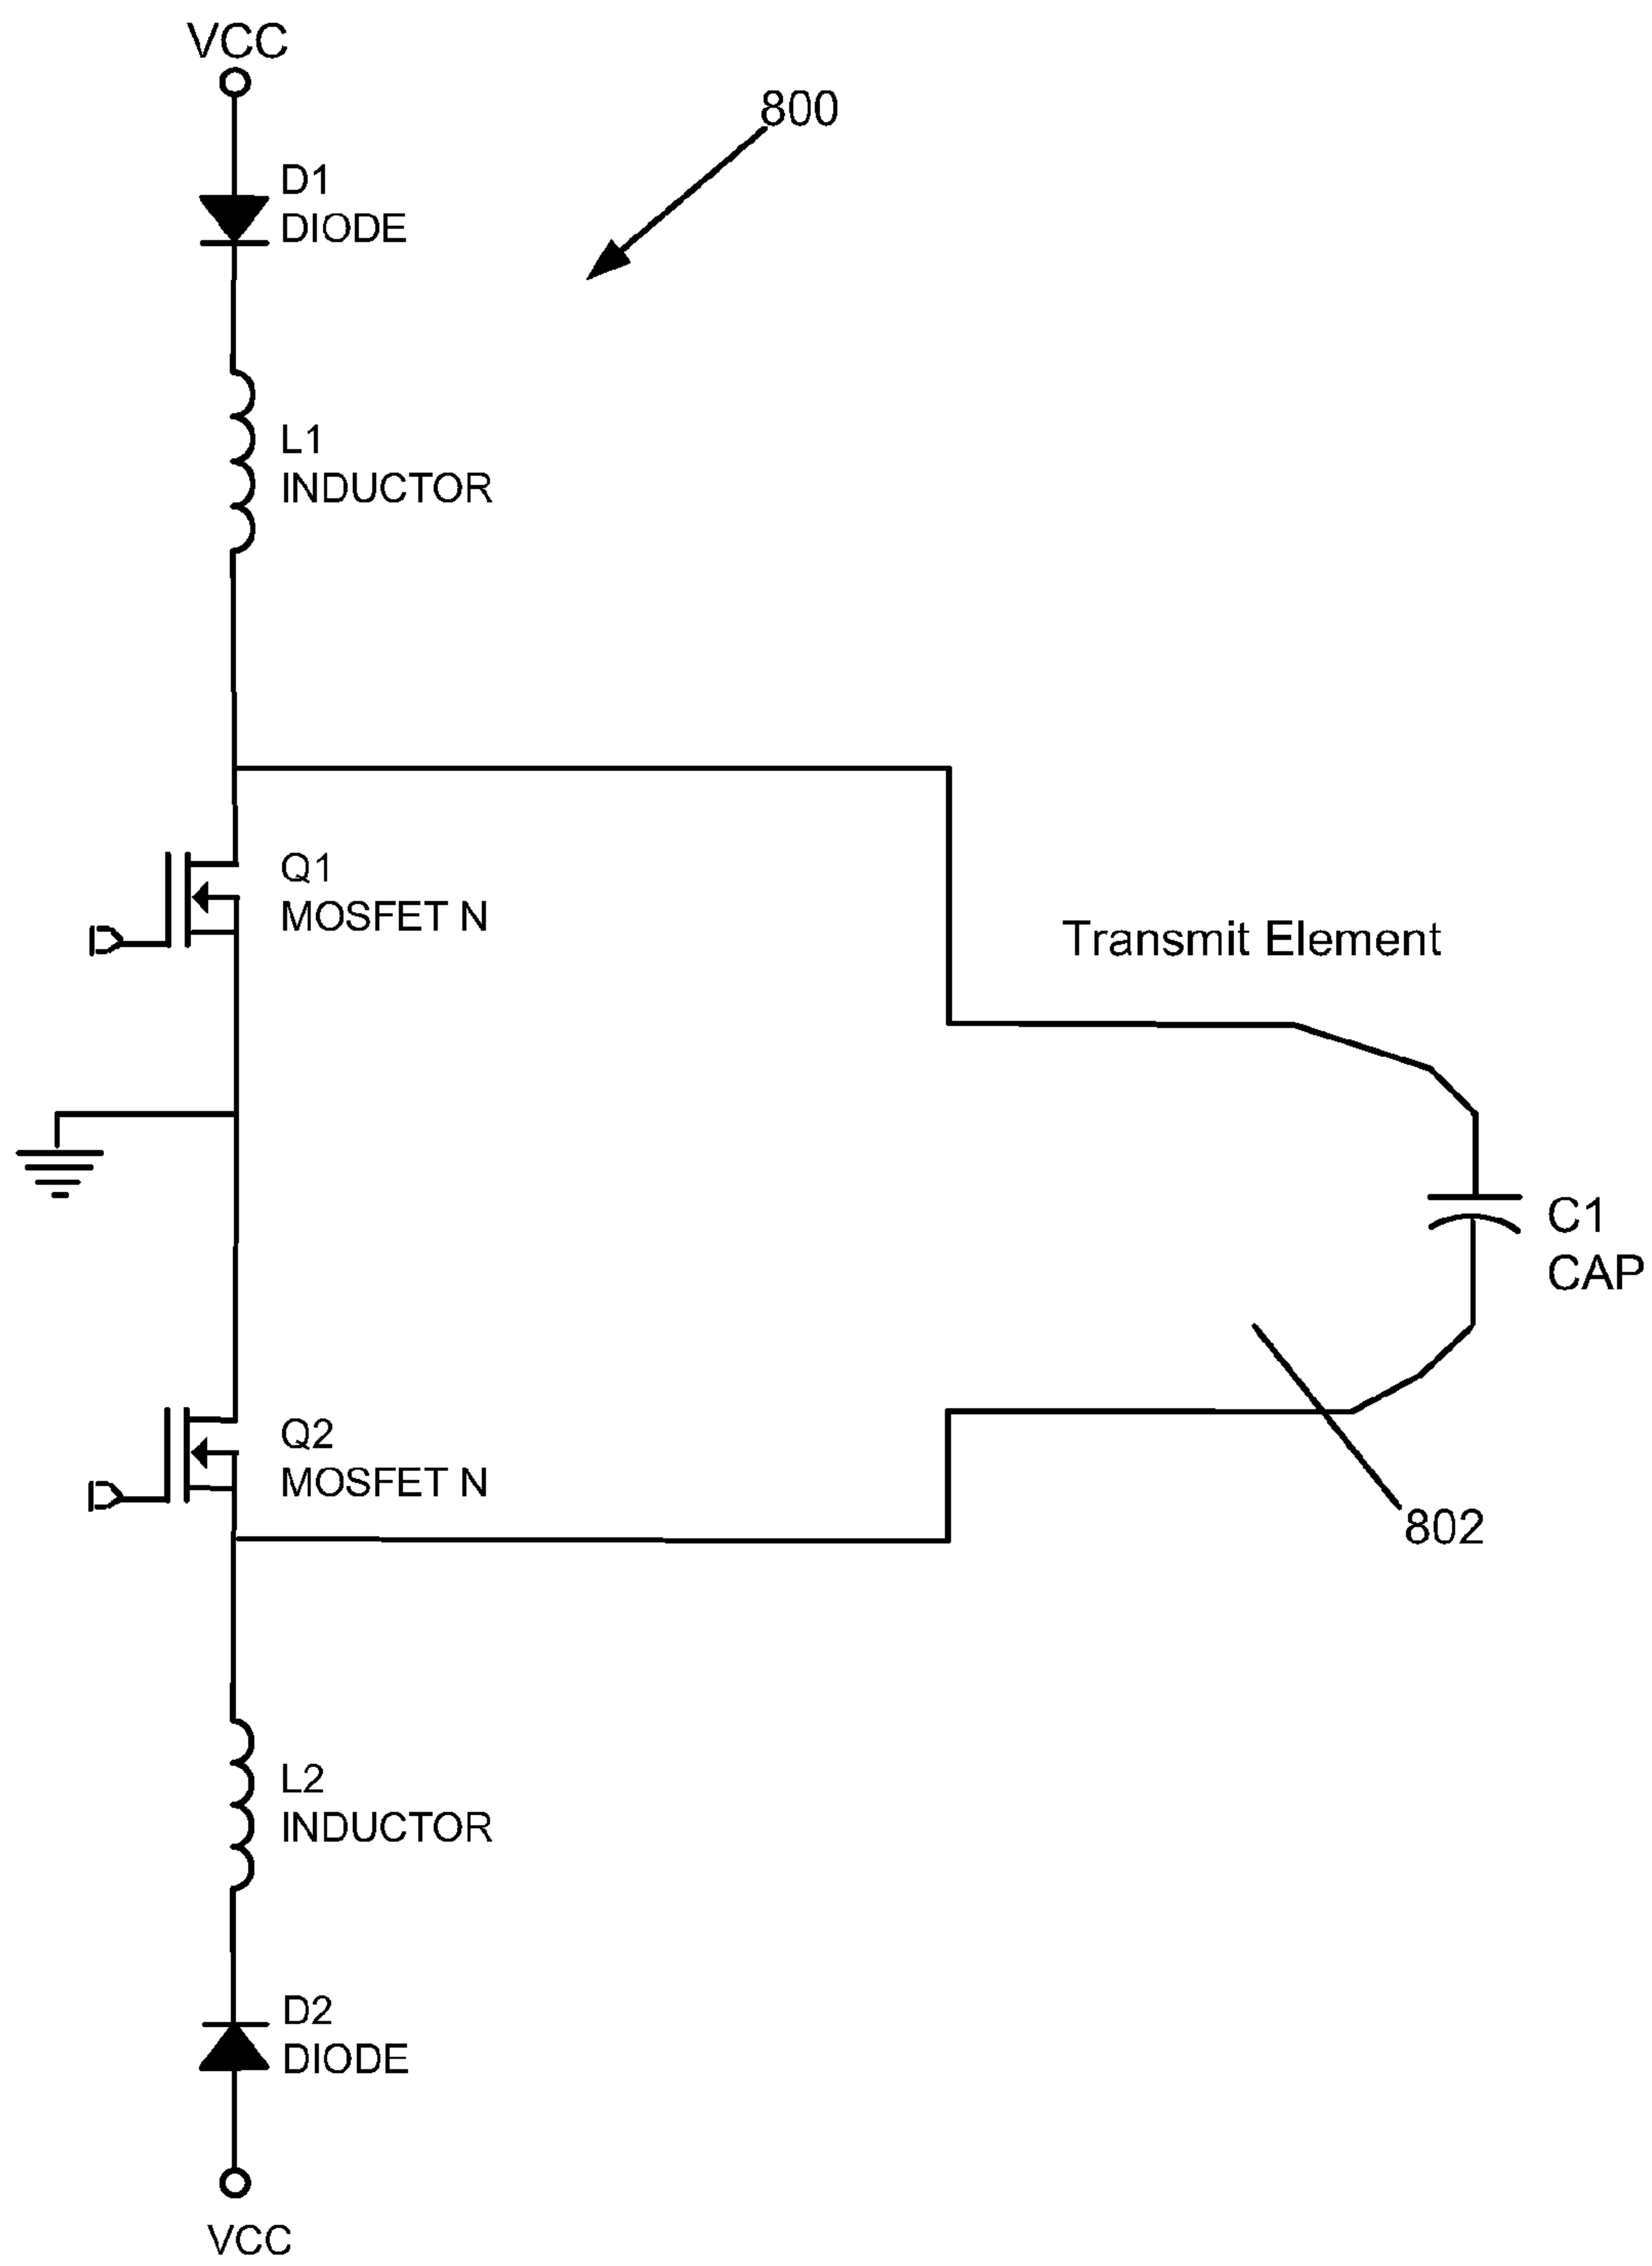 VCC
800
D1
DIODE
L1
INDUCTOR
Q1
MOSFET N
Transmit Element
C1
CAP
Q2
MOSFET N
802
L2
INDUCTOR
D2
DIODE
VCC